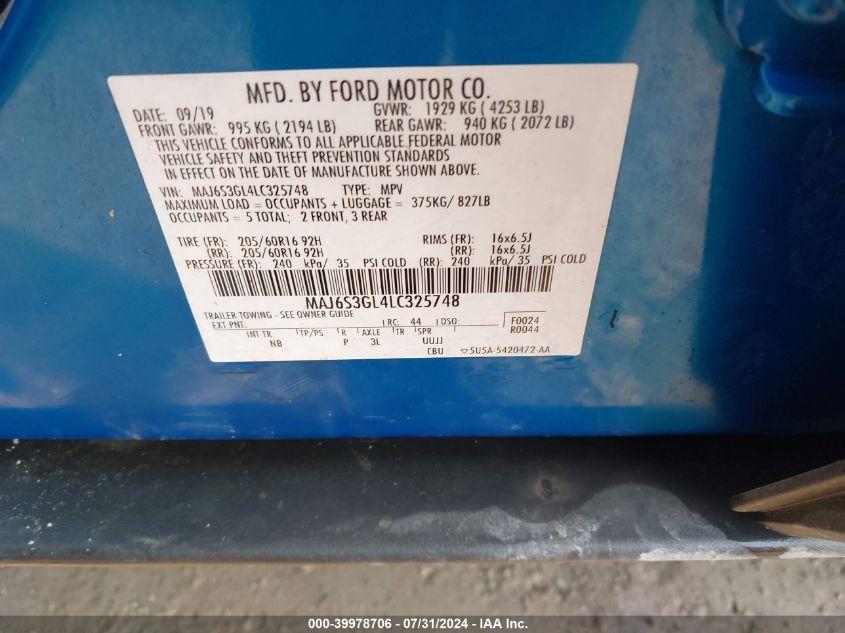 MFD. BY FORD MOTOR CO.
DATE: 09/19 GVWR: 1929 KG ( 4253 LB)
FRONT GAWR: 995 KG ( 2194 LB) REAR GAWR: 940 KG ( 2072 LB)
THIS VEHICLE CONFORMS TO ALL APPLICABLE FEDERAL MOTOR
VEHICLE SAFETY AND THEFT PREVENTION STANDARDS
IN EFFECT ON THE DATE OF MANUFACTURE SHOWN ABOVE.
VIN: MAJ6S3GL4LC325748 TYPE: MPV
MAXIMUM LOAD = OCCUPANTS + LUGGAGE = 375KG/ 827LB
OCCUPANTS = 5 TOTAL; 2 FRONT, 3 REAR
TIRE (FR): 205/60R16 92H RIMS (FR): 16x6.5J
(RR): 205/60R16 92H (RR): 16x6.5J
PRESSURE (FR): 240 kPa/ 35 PSI COLD (RR): 240 kPa/ 35 PSI COLD
MAJ6S3GL4LC325748
TRAILER TOWING - SEE OWNER GUIDE
EXT PNT: RC: 44 DSO: F0024
R0044
INT TR TP/PS R AXLE TR SPR
NB P 3L UUJJ
CBU ▽5U5A-5420472-AA
000-39978706 - 07/31/2024 - IAA Inc.